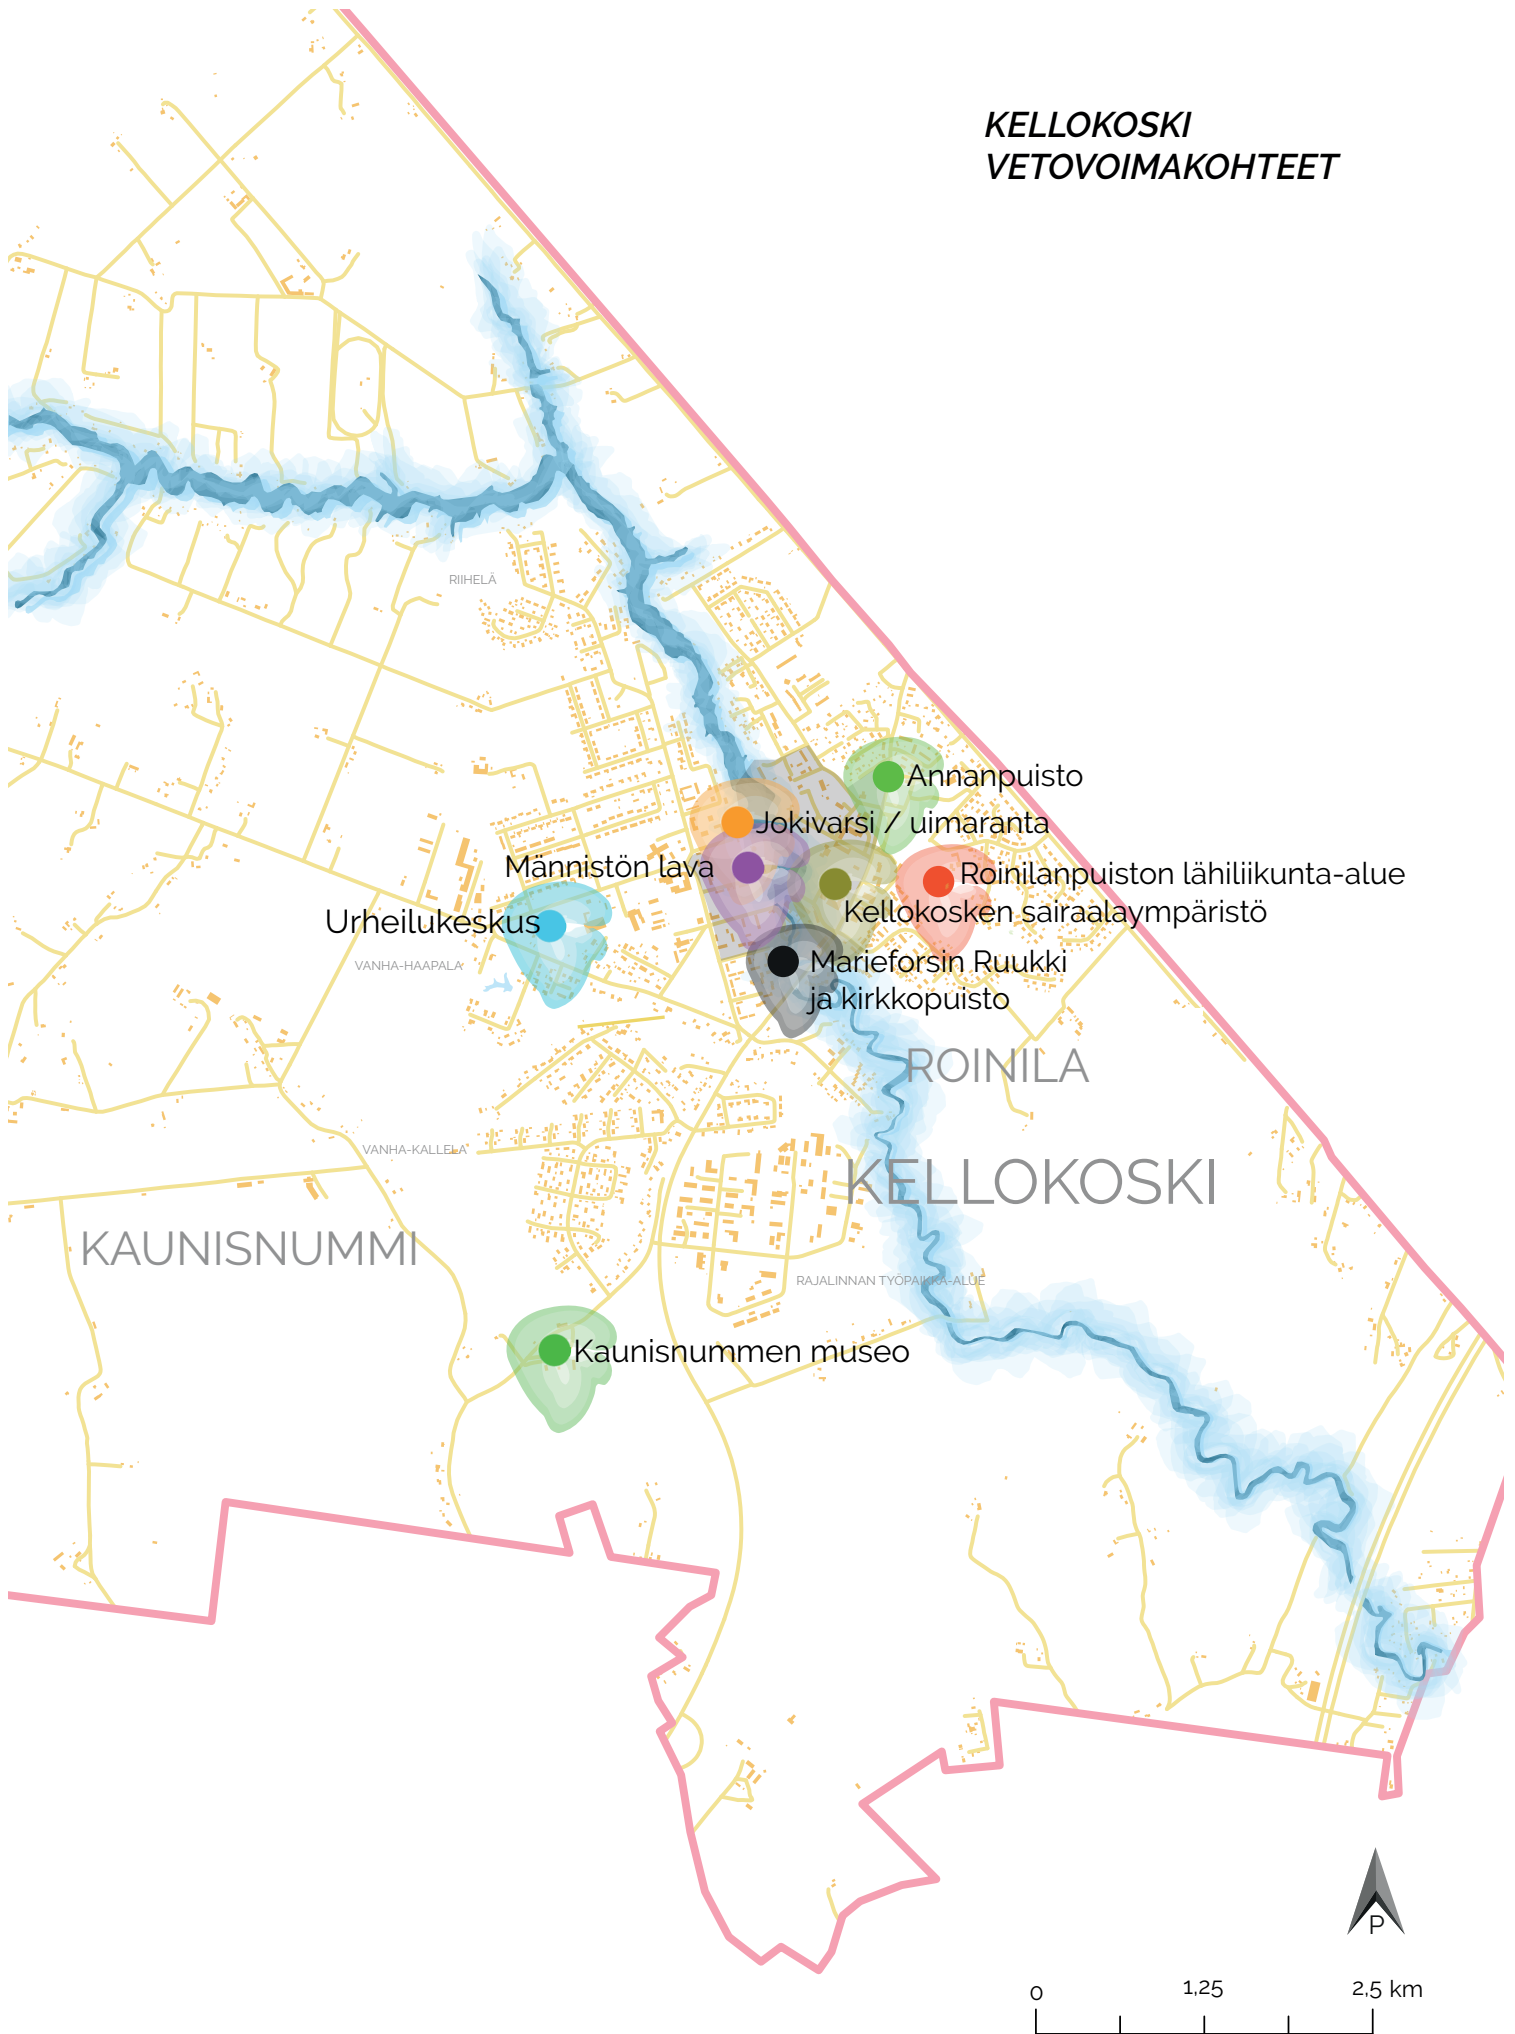 KELLOKOSKI
VETOVOIMAKOHTEET
RIIHELÄ
Annanpuisto
Jokivarsi / uimaranta
Männistön lava
Roinilanpuiston lähiliikunta-alue
Kellokosken sairaalaympäristö
Urheilukeskus
VANHA-HAAPALA
Marieforsin Ruukki
ja kirkkopuisto
ROINILA
VANHA-KALLELA
KELLOKOSKI
KAUNISNUMMI
RAJALINNAN TYÖPAIKKA-ALUE
Kaunisnummen museo
P
0 1,25 2,5 km